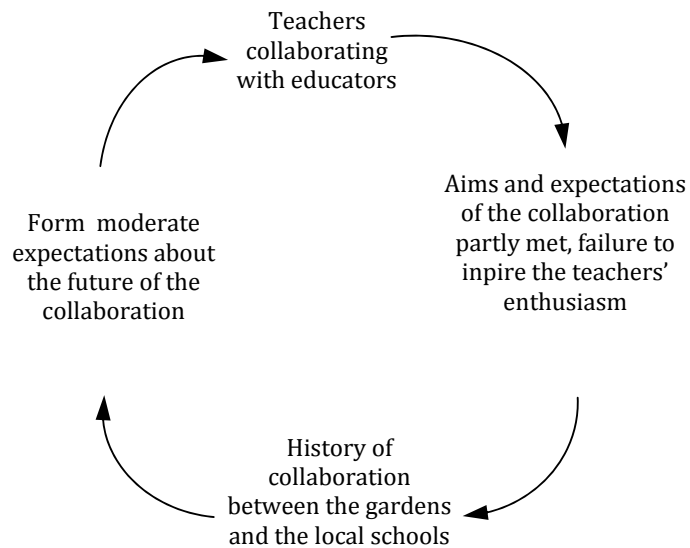 Teachers
collaborating
with educators
Aims and expectations
of the collaboration
partly met, failure to
inpire the teachers’
enthusiasm
History of
collaboration
between the gardens
and the local schools
Form moderate
expectations about
the future of the
collaboration